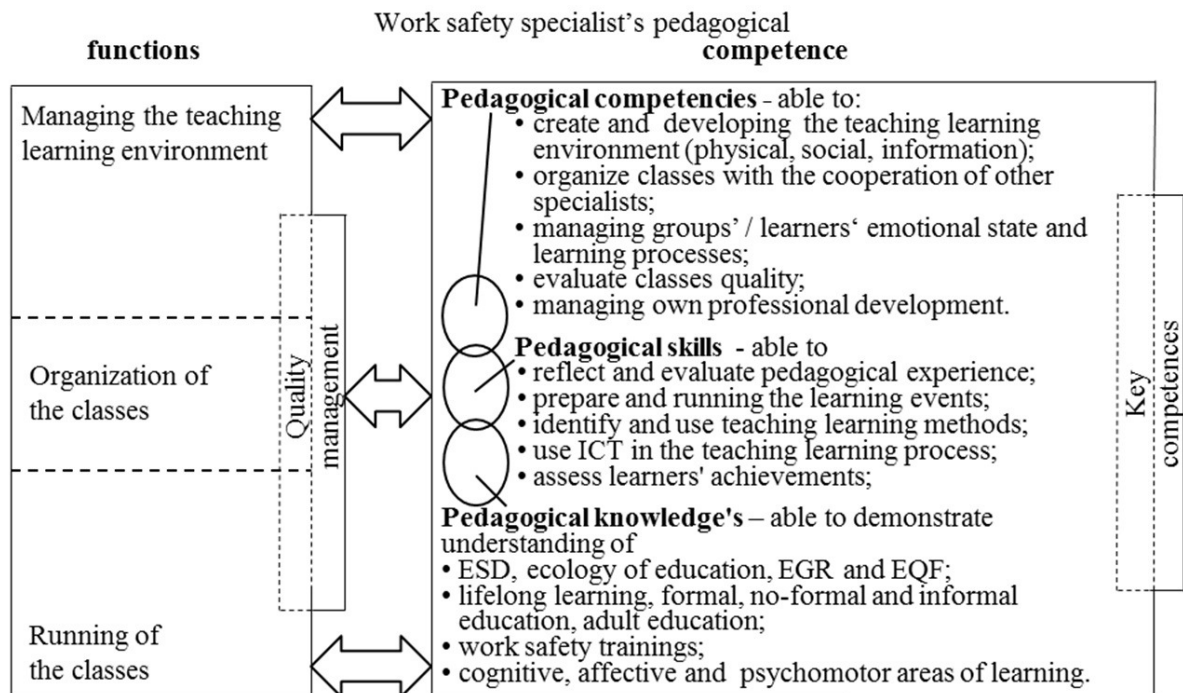 Work safety specialist’s pedagogical
functions
competence
Managing the teaching
learning environment
Organization of
the classes
Running of
the classes
Quality
management
Pedagogical competencies - able to:
• create and developing the teaching learning
environment (physical, social, information);
• organize classes with the cooperation of other
specialists;
• managing groups’ / learners‘ emotional state and
learning processes;
• evaluate classes quality;
• managing own professional development.
Pedagogical skills - able to
• reflect and evaluate pedagogical experience;
• prepare and running the learning events;
• identify and use teaching learning methods;
• use ICT in the teaching learning process;
• assess learners' achievements;
Pedagogical knowledge's – able to demonstrate
understanding of
• ESD, ecology of education, EGR and EQF;
• lifelong learning, formal, no-formal and informal
education, adult education;
• work safety trainings;
• cognitive, affective and psychomotor areas of learning.
Key
competences